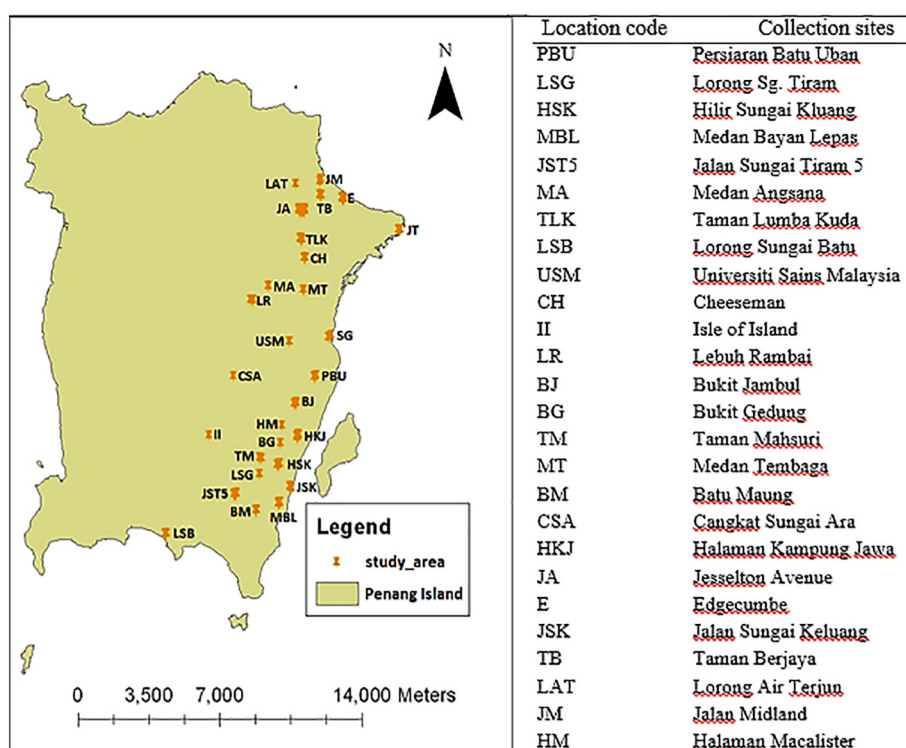 N
LAT
JM
E
JA
TB
JT
TLK
CH
MA
MT
LR
SG
USM
CSA
PBU
BJ
HM
II
HKJ
BG
TM
HSK
LSG
JSK
JST5
MBL
BM
LSB
Legend
study_area
Penang Island
0 3,500 7,000 14,000 Meters
Location code Collection sites
PBU Persiaran Batu Uban
LSG Lorong Sg. Tiram
HSK Hilir Sungai Kluang
MBL Medan Bayan Lepas
JST5 Jalan Sungai Tiram 5
MA Medan Angsana
TLK Taman Lumba Kuda
LSB Lorong Sungai Batu
USM Universiti Sains Malaysia
CH Cheeseman
II Isle of Island
LR Lebuh Rambai
BJ Bukit Jambul
BG Bukit Gedung
TM Taman Mahsuri
MT Medan Tembaga
BM Batu Maung
CSA Cangkat Sungai Ara
HKJ Halaman Kampung Jawa
JA Jesselton Avenue
E Edgecumbe
JSK Jalan Sungai Keluang
TB Taman Berjaya
LAT Lorong Air Terjun
JM Jalan Midland
HM Halaman Macalister